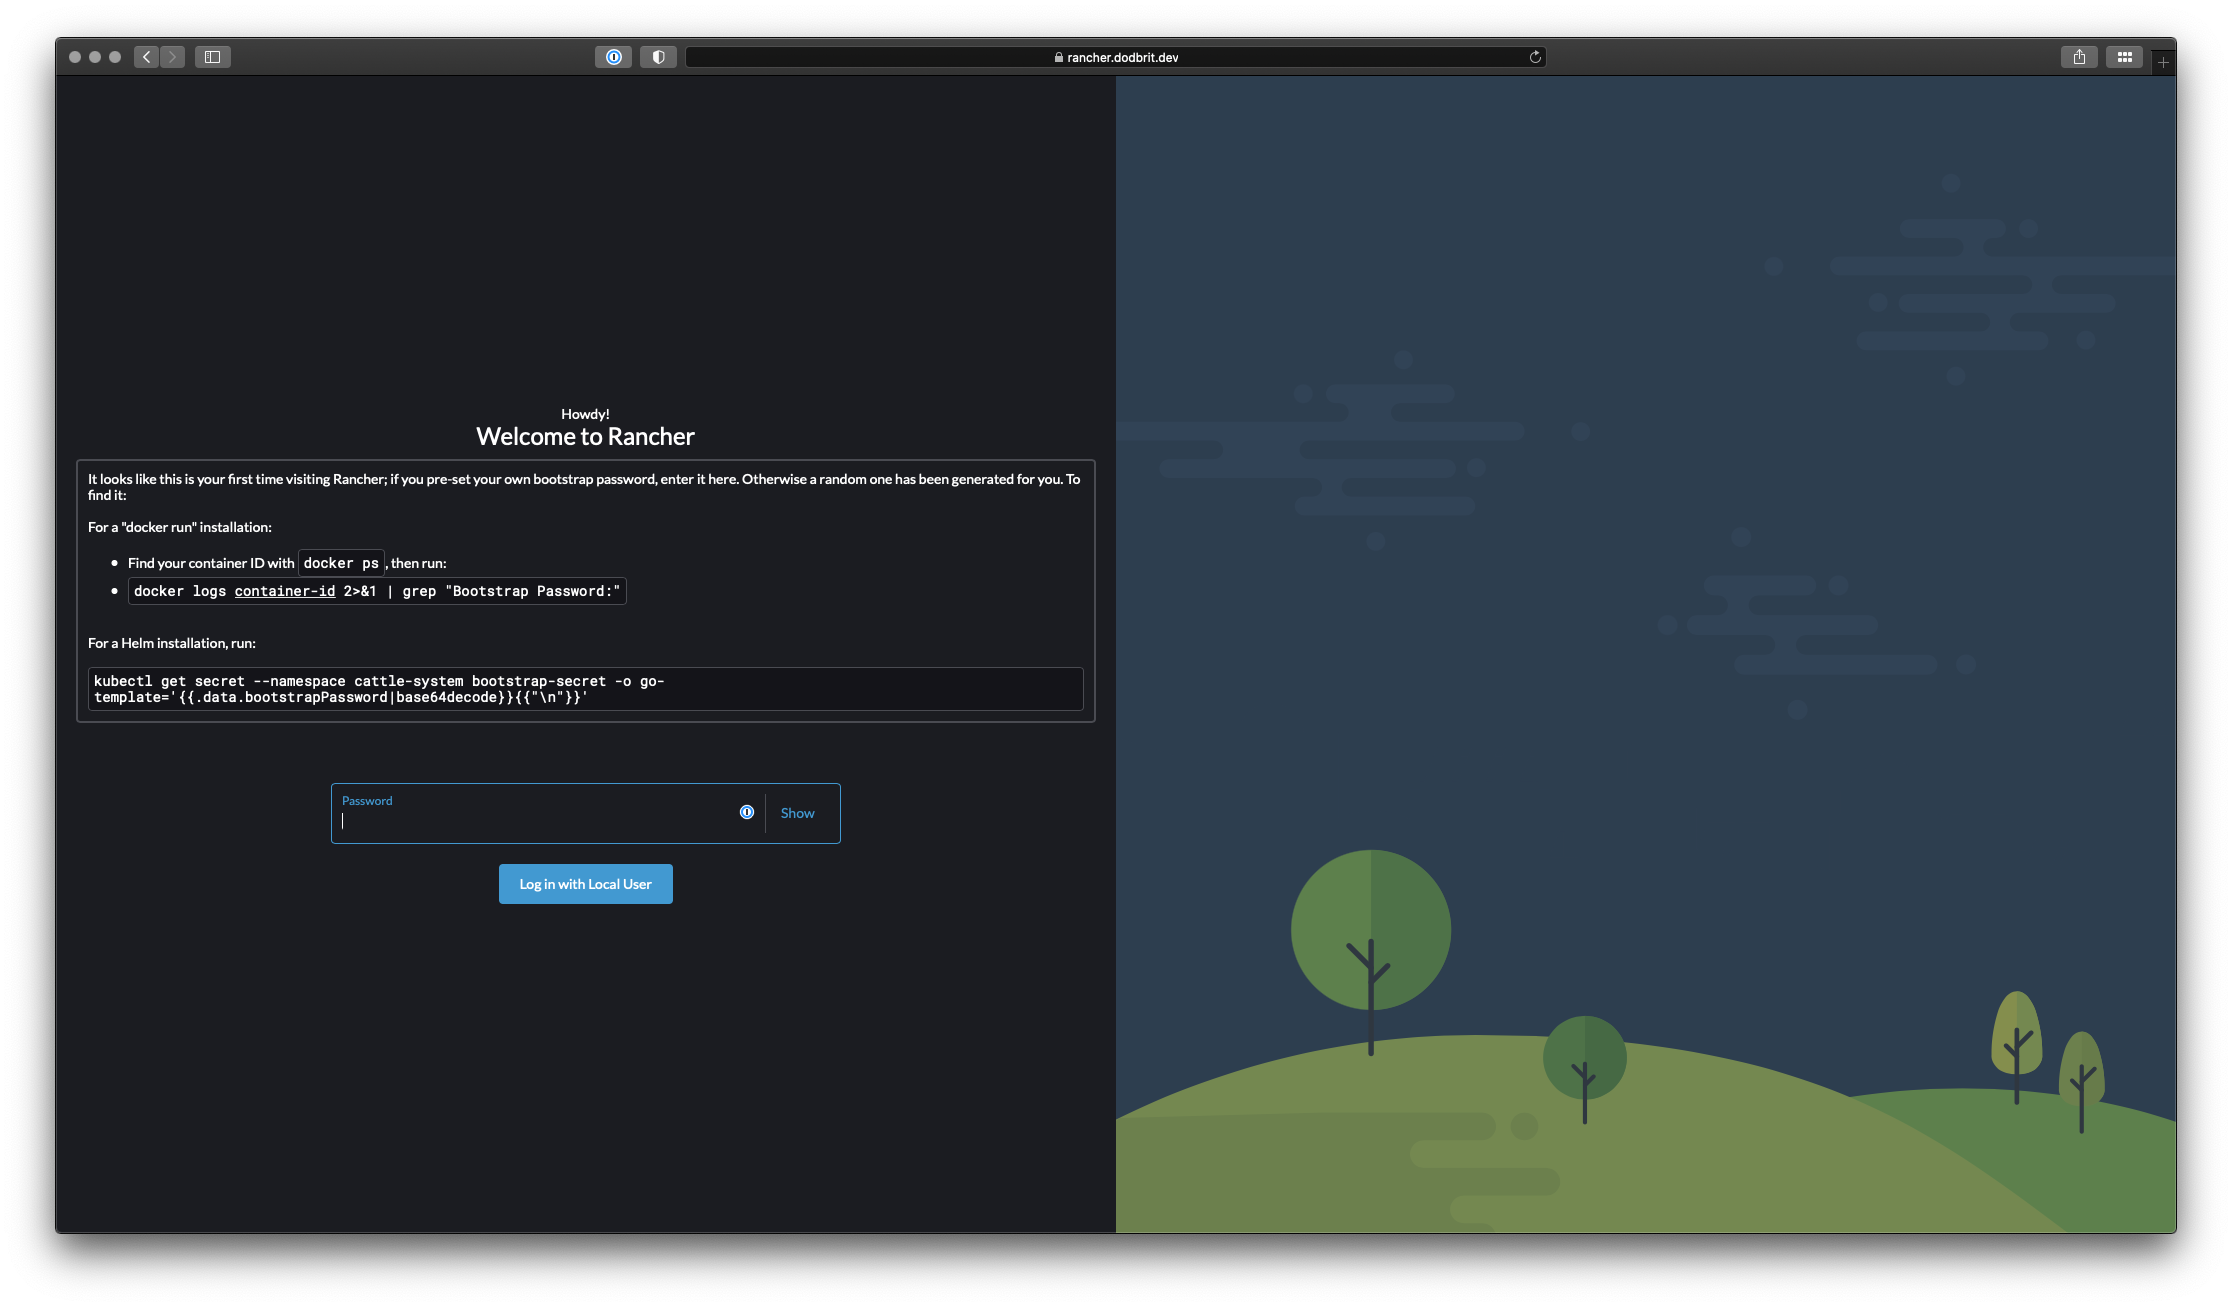 rancher.dodbrit.dev
Howdy!
Welcome to Rancher
It looks like this is your first time visiting Rancher; if you pre-set your own bootstrap password, enter it here. Otherwise a random one has been generated for you. To
find it:
For a "docker run" installation:
Find your container ID with docker ps, then run:
docker logs container-id 2>&1 | grep "Bootstrap Password:"
For a Helm installation, run:
kubectl get secret --namespace cattle-system bootstrap-secret -o go-
template='{{.data.bootstrapPassword|base64decode}}{{"\n"}}'
Password
Show
Log in with Local User